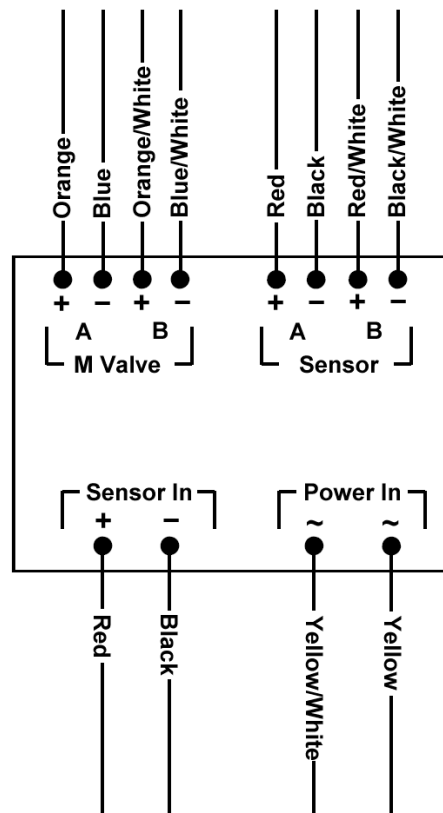 Orange
Blue
Orange/White
Blue/White
Red
Black
Red/White
Black/White
+ − + −
+ − + −
A B
A B
M Valve
Sensor
Sensor In
Power In
+ −
~ ~
Red
Black
Yellow/White
Yellow